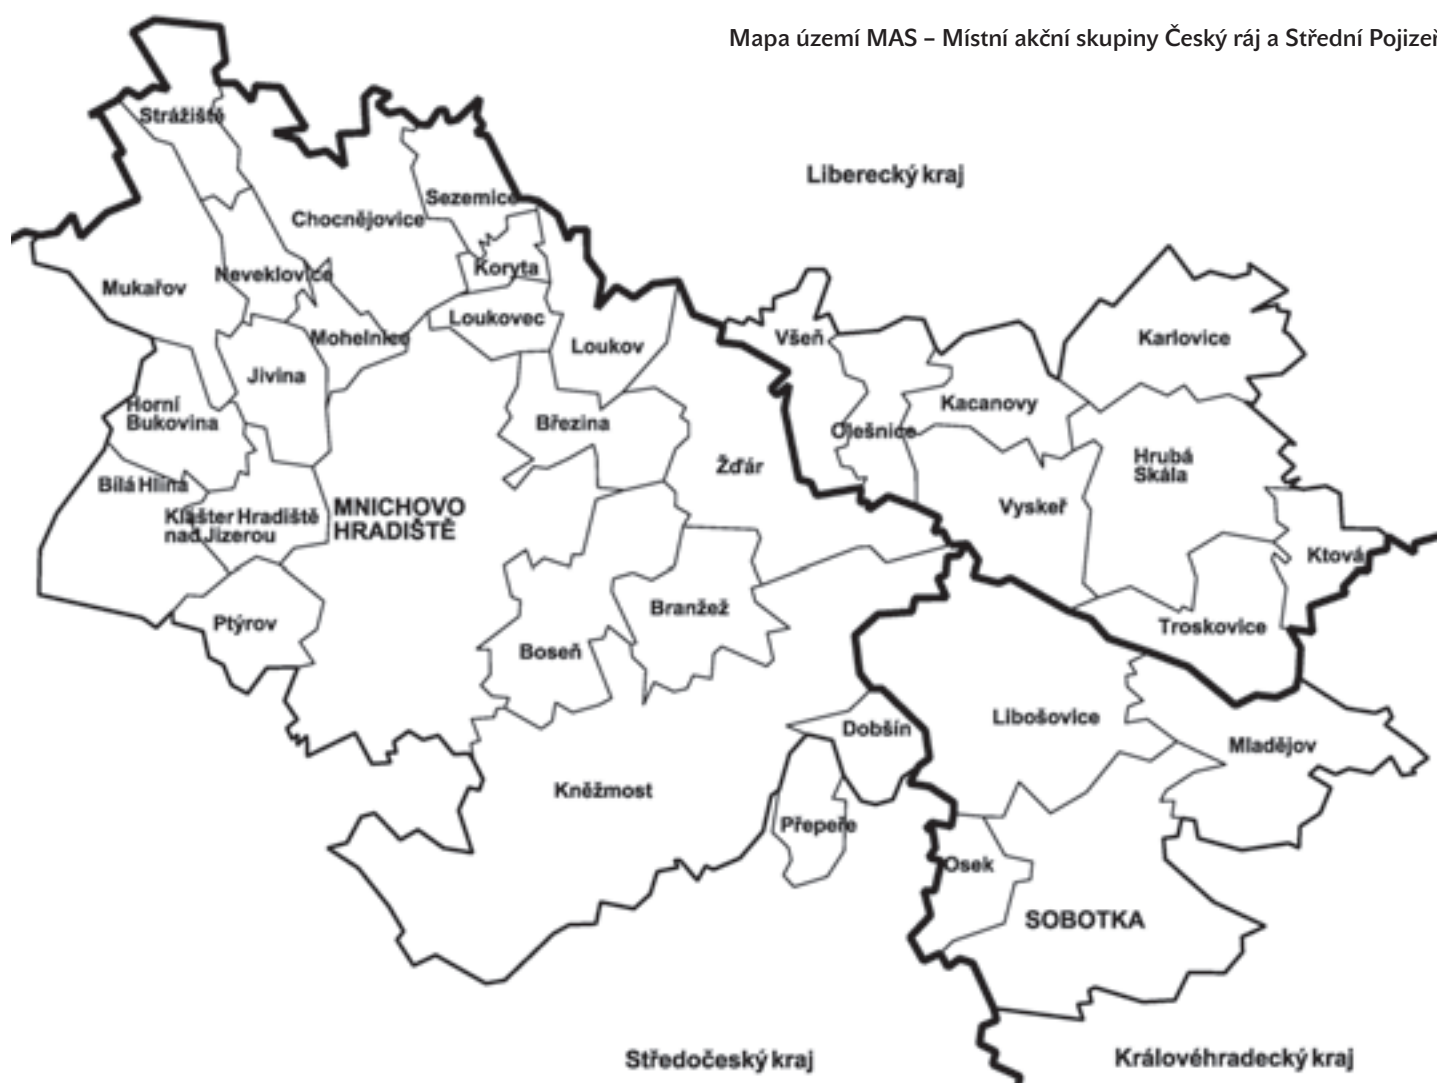 Mapa území MAS – Místní akční skupiny Český ráj a Střední Pojizeř
Strážiště
Liberecký kraj
Sezemice
Chocnějovice
Koryta
Neveklovice
Mukařov
Loukovec
Mohelnice
Loukov
Všeň
Karlovice
Jivina
Kacanovy
Horní
Bukovina
Březina
Olešnice
Žďár
Hrubá
Skála
Bílá Hlína
MNICHOVO
HRADIŠTĚ
Vyskeř
Klášter Hradiště
nad Jizerou
Ktová
Branžež
Ptýrov
Troskovice
Boseň
Libošovice
Dobšín
Mladějov
Kněžmost
Přepeře
Osek
SOBOTKA
Středočeský kraj
Královéhradecký kraj